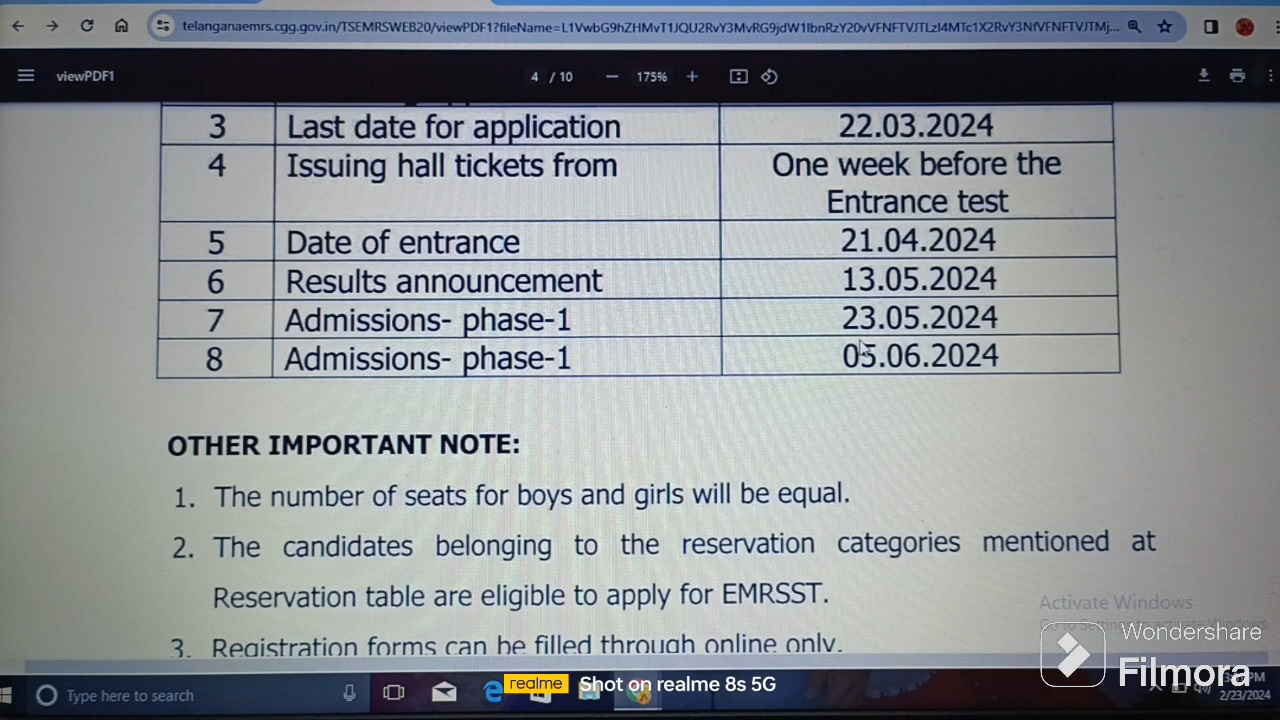 telanganaemrs.cgg.gov.in/TSEMRSWEB20/viewPDF1?fileName=L1VwbG9hZHMvT1JQU2RvY3MvRG9jdW1lbnRzY20vVFNFTVJTLzI4MTc1X2RvY3NfVFNFTVJTMj...
viewPDF1
4 / 10
175%
3 Last date for application 22.03.2024
4 Issuing hall tickets from One week before the
Entrance test
5 Date of entrance 21.04.2024
6 Results announcement 13.05.2024
7 Admissions- phase-1 23.05.2024
8 Admissions- phase-1 05.06.2024
OTHER IMPORTANT NOTE:
1. The number of seats for boys and girls will be equal.
2. The candidates belonging to the reservation categories mentioned at
Reservation table are eligible to apply for EMRSST.
3. Registration forms can be filled through online only.
Activate Windows
Wondershare
Filmora
Type here to search
realme Shot on realme 8s 5G
2/23/2024